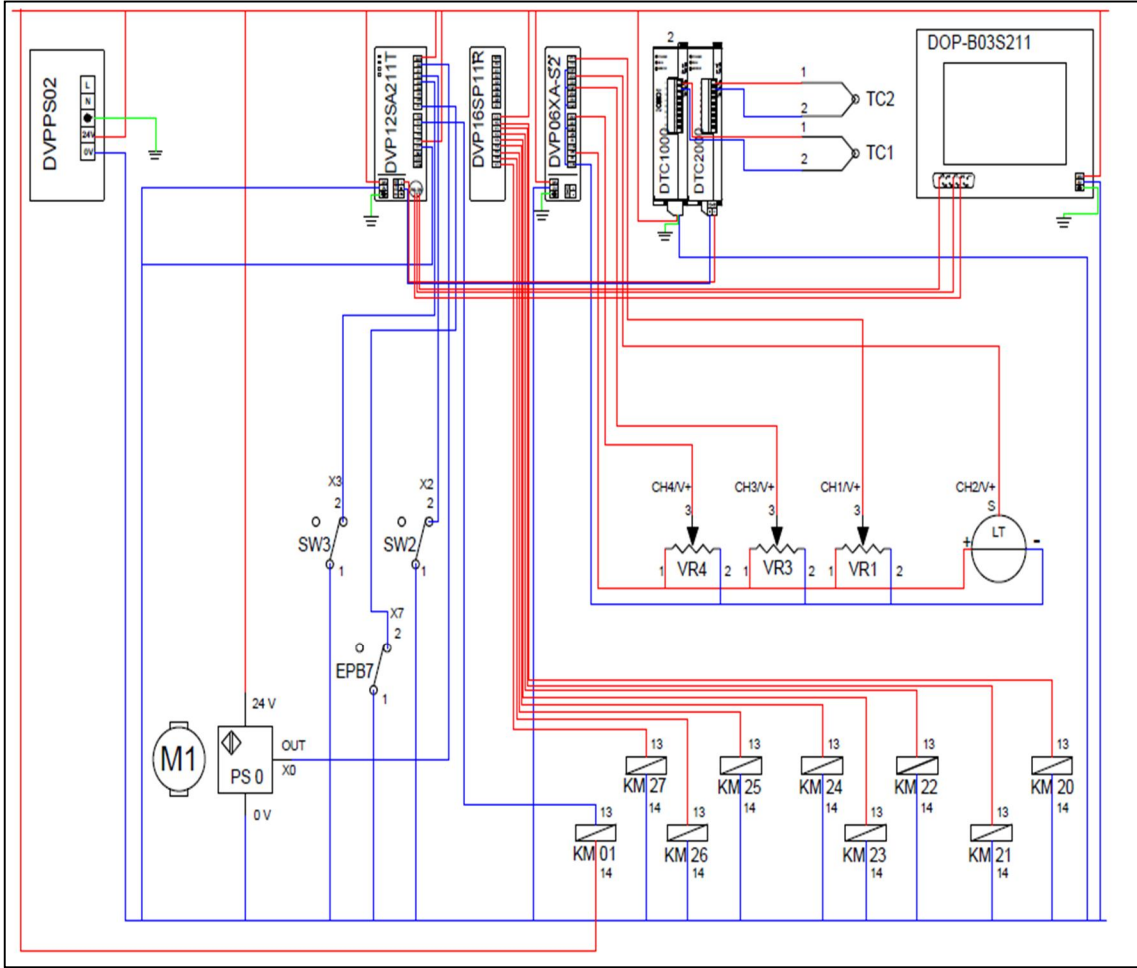 DVPPS02
L
N
24V
0V
DVP12SA211T
DVP16SP11R
DVP06XA-S2
2
DTC1000
DTC2000
1
2
TC2
1
2
TC1
DOP-B03S211
X3
2
SW3
1
X2
2
SW2
1
X7
2
EPB7
1
CH4/V+
3
1
VR4
2
CH3/V+
3
1
VR3
2
CH1/V+
3
1
VR1
2
CH2/V+
S
LT
+
-
M1
24 V
PS 0
OUT
X0
0 V
13
KM 27
14
13
KM 25
14
13
KM 24
14
13
KM 22
14
13
KM 20
14
13
KM 01
14
13
KM 26
14
13
KM 23
14
13
KM 21
14